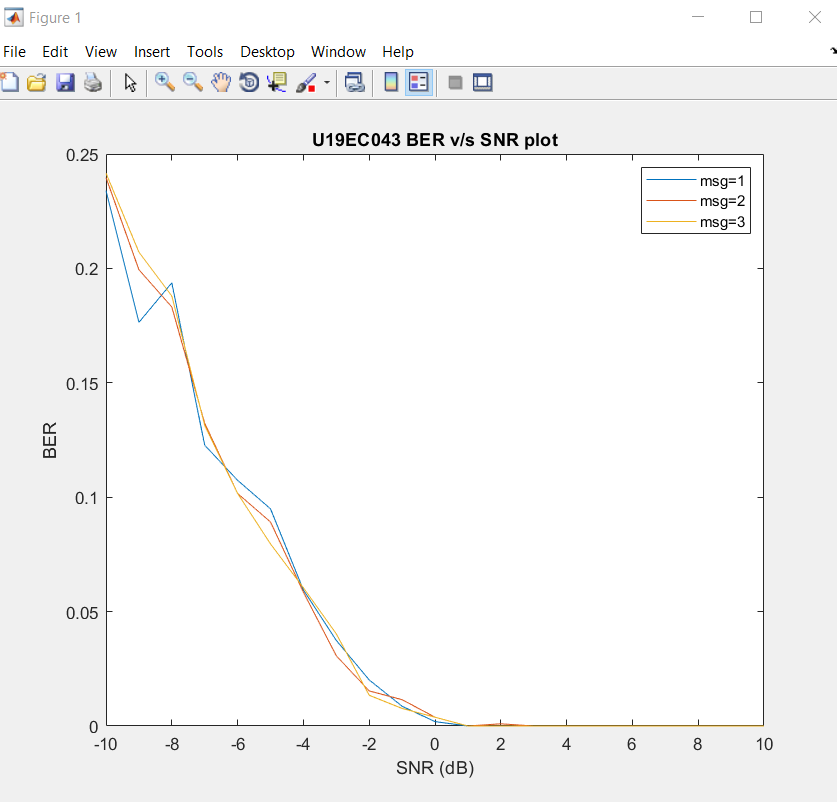 Figure 1
File Edit View Insert Tools Desktop Window Help
U19EC043 BER v/s SNR plot
0.25
msg=1
msg=2
msg=3
0.2
0.15
BER
0.1
0.05
0
-10 -8 -6 -4 -2 0 2 4 6 8 10
SNR (dB)